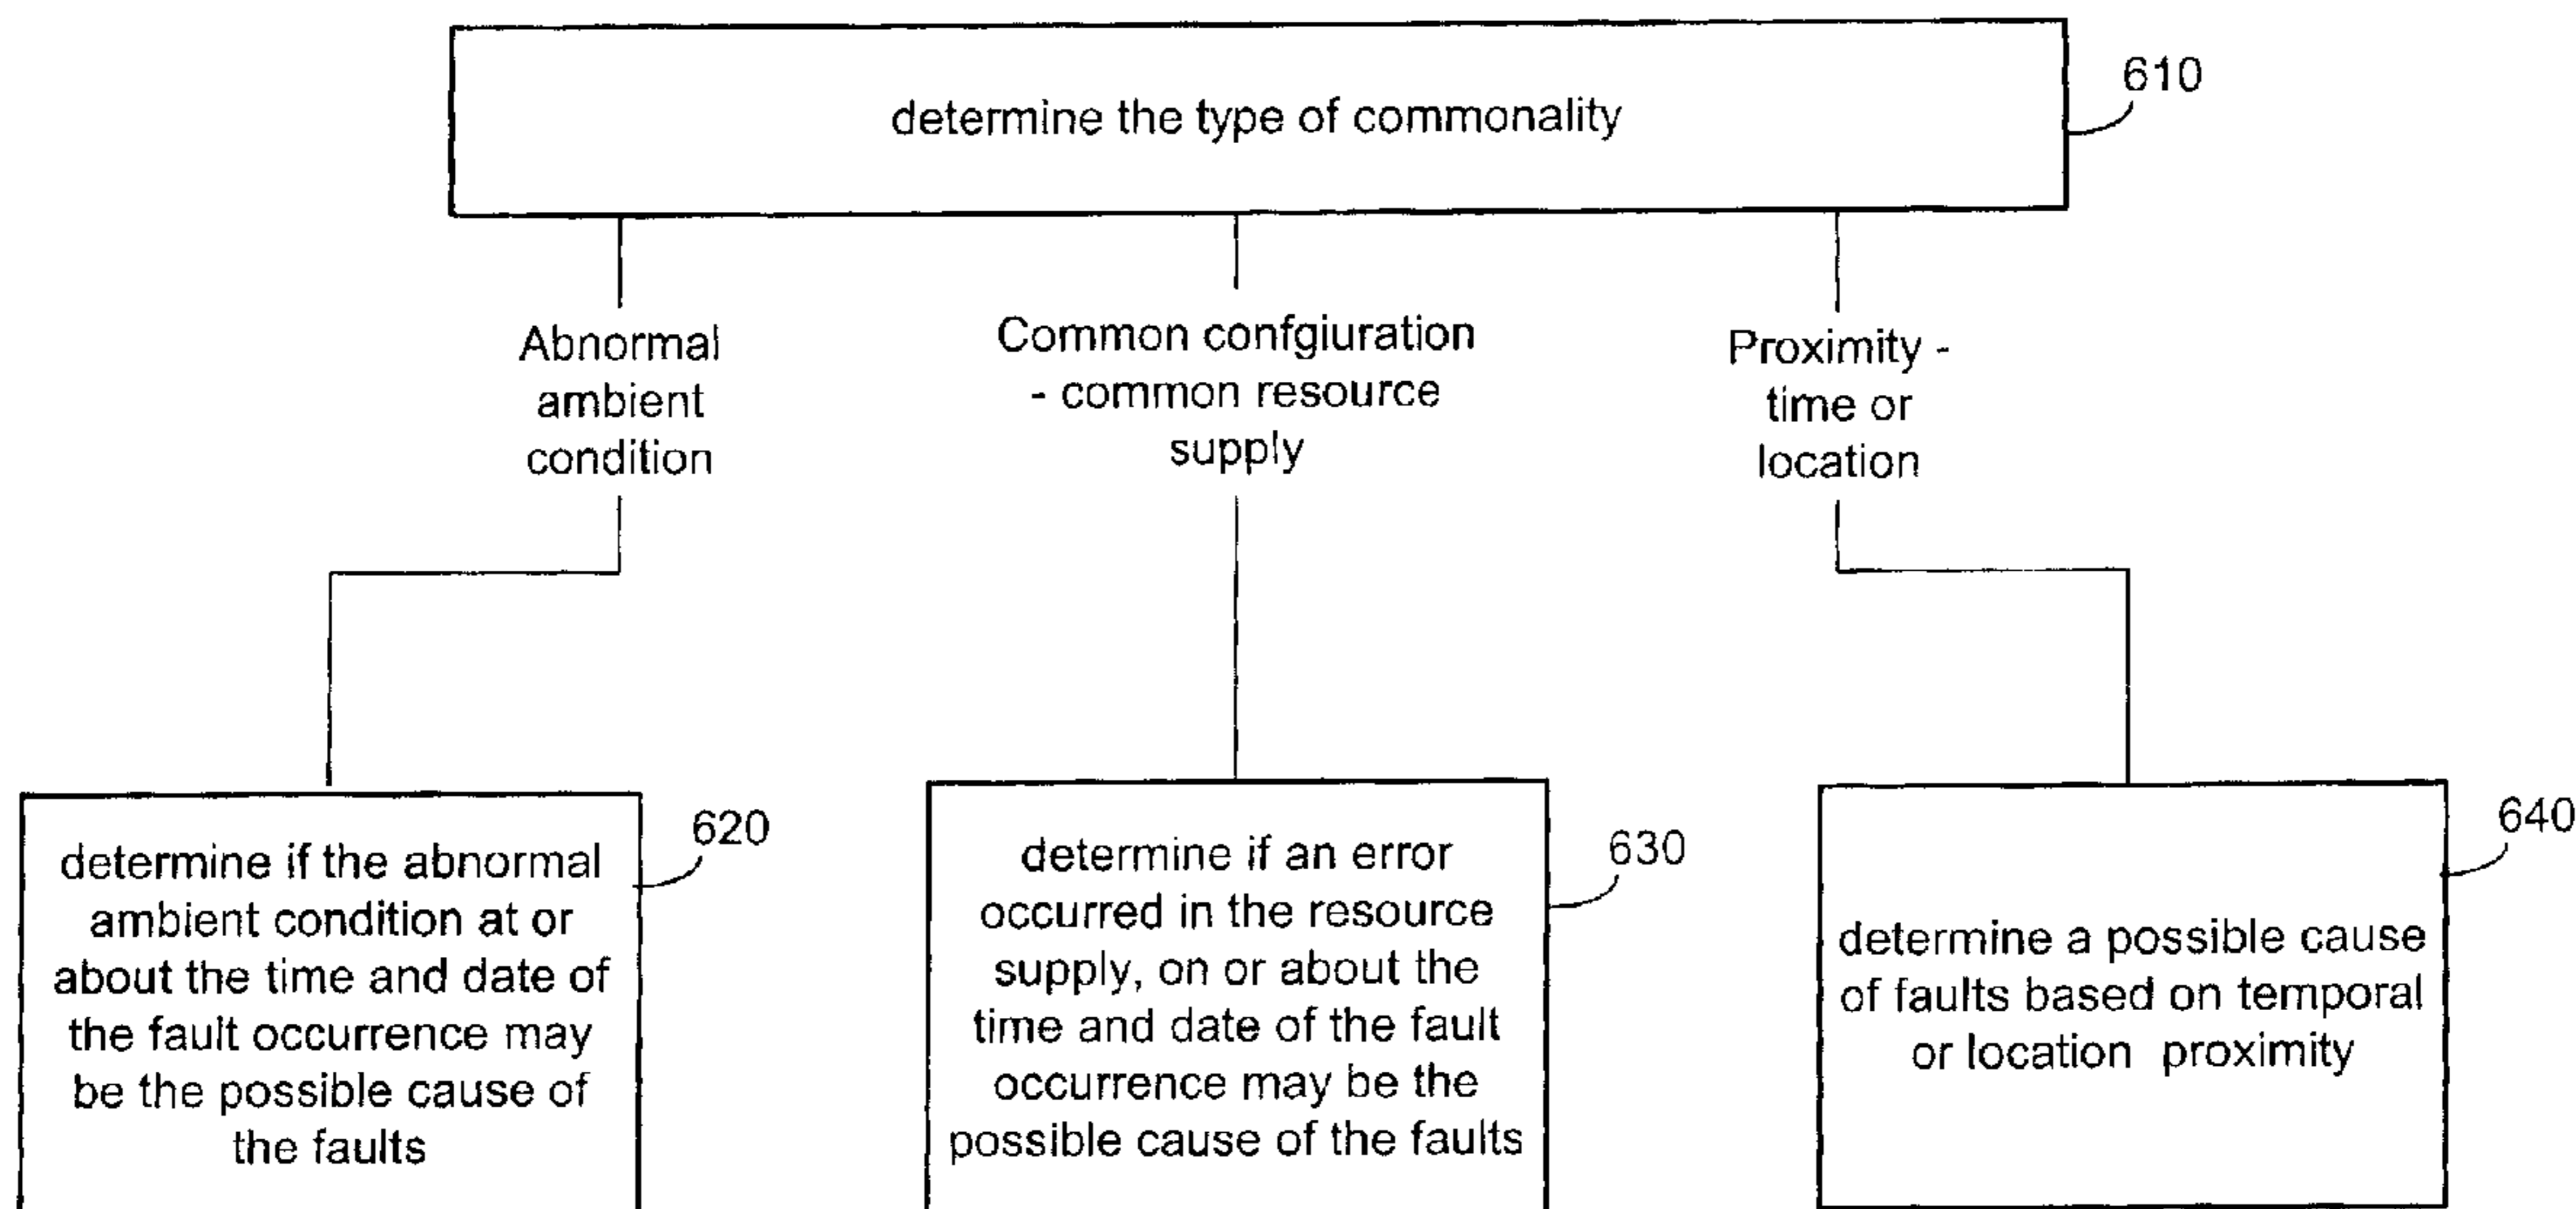 determine the type of commonality
610
Abnormal
ambient
condition
Common confgiuration
- common resource
supply
Proximity -
time or
location
determine if the abnormal
ambient condition at or
about the time and date of
the fault occurrence may
be the possible cause of
the faults
620
determine if an error
occurred in the resource
supply, on or about the
time and date of the fault
occurrence may be the
possible cause of the faults
630
determine a possible cause
of faults based on temporal
or location proximity
640